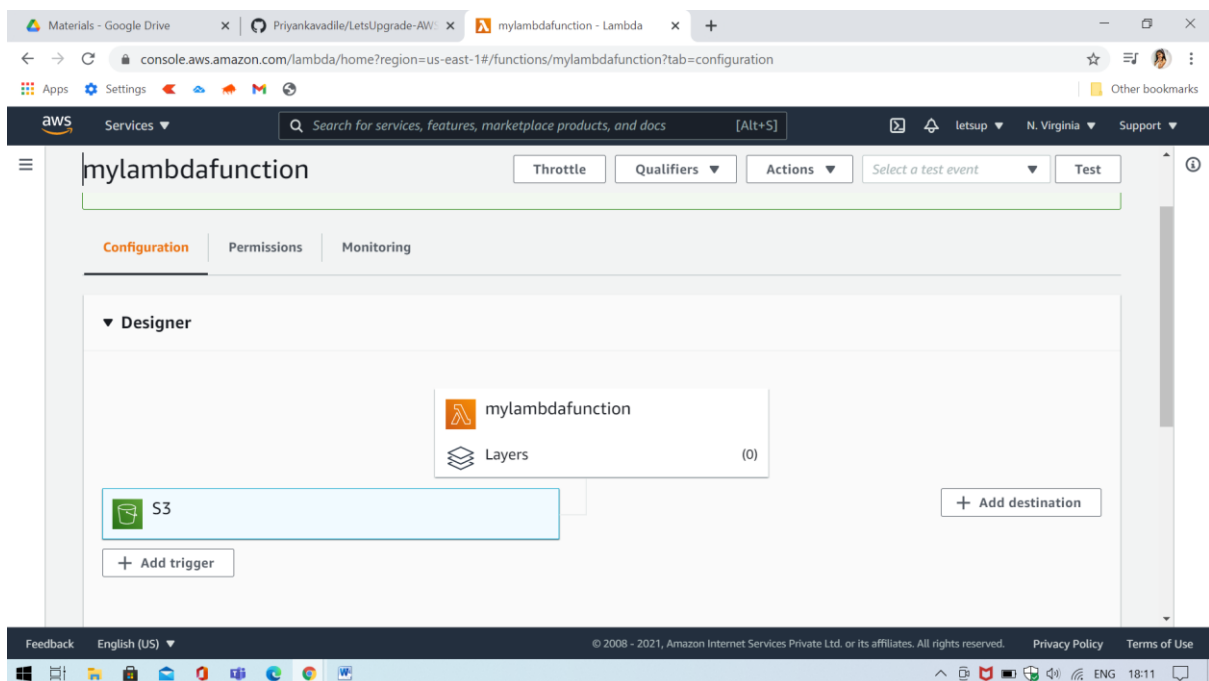 Materials - Google Drive Priyankavadile/LetsUpgrade-AWS mylambdafunction - Lambda
console.aws.amazon.com/lambda/home?region=us-east-1#/functions/mylambdafunction?tab=configuration
Apps Settings Other bookmarks
aws Services ▼ Search for services, features, marketplace products, and docs [Alt+S] letsup ▼ N. Virginia ▼ Support ▼
mylambdafunction Throttle Qualifiers ▼ Actions ▼ Select a test event ▼ Test
Configuration Permissions Monitoring
▼ Designer
mylambdafunction
Layers (0)
S3
+ Add destination
+ Add trigger
Feedback English (US) ▼ © 2008 - 2021, Amazon Internet Services Private Ltd. or its affiliates. All rights reserved. Privacy Policy Terms of Use
ENG 18:11